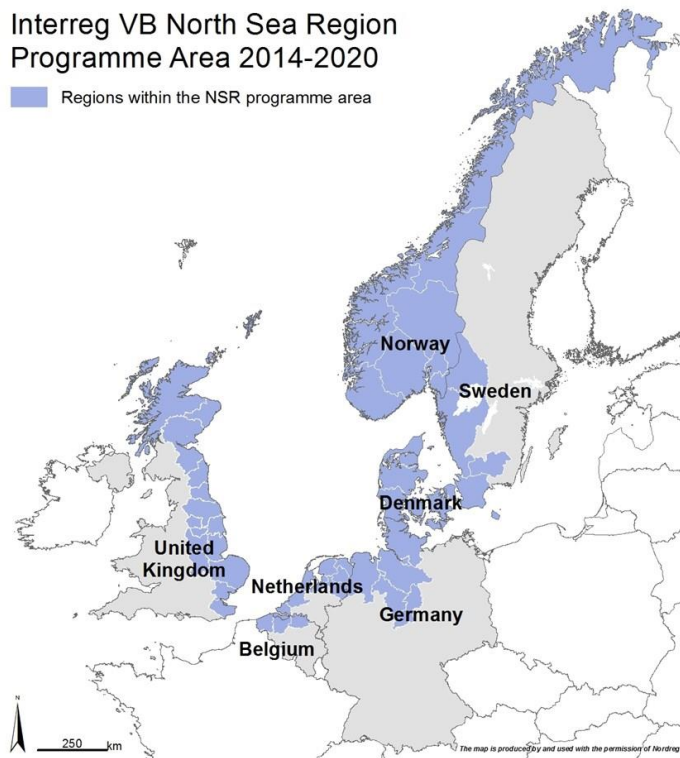 Interreg VB North Sea Region
Programme Area 2014-2020
Regions within the NSR programme area
Norway
Sweden
Denmark
United
Kingdom
Netherlands
Germany
Belgium
N
250 km
The map is produced by and used with the permission of Nordreg